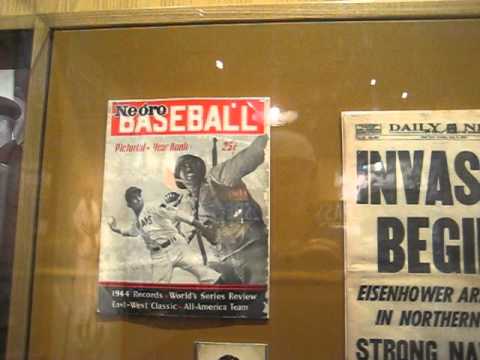 Negro
BASEBALL
Pictorial • Year Book 25¢
1944 Records • World's Series Review
East-West Classic • All-America Team
DAILY NE
INVAS
BEGI
EISENHOWER AR
IN NORTHERN
STRONG NA